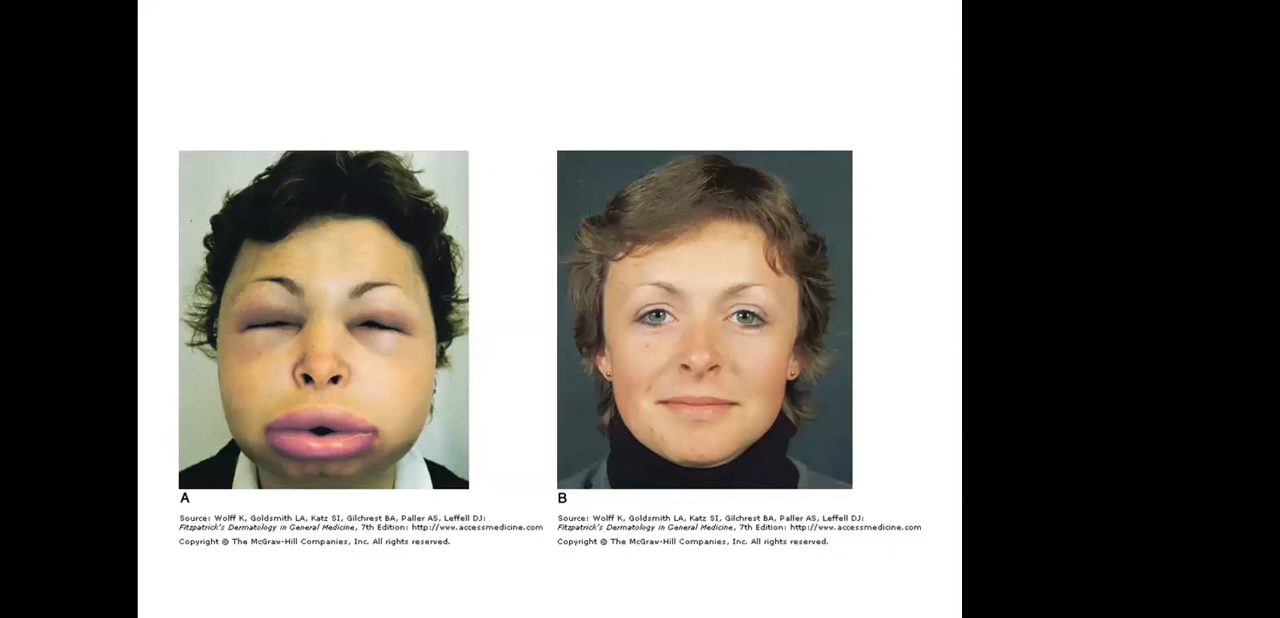 A
Source: Wolff K, Goldsmith LA, Katz SI, Gilchrest BA, Paller AS, Leffell DJ:
Fitzpatrick's Dermatology in General Medicine, 7th Edition: http://www.accessmedicine.com
Copyright © The McGraw-Hill Companies, Inc. All rights reserved.
B
Source: Wolff K, Goldsmith LA, Katz SI, Gilchrest BA, Paller AS, Leffell DJ:
Fitzpatrick's Dermatology in General Medicine, 7th Edition: http://www.accessmedicine.com
Copyright © The McGraw-Hill Companies, Inc. All rights reserved.